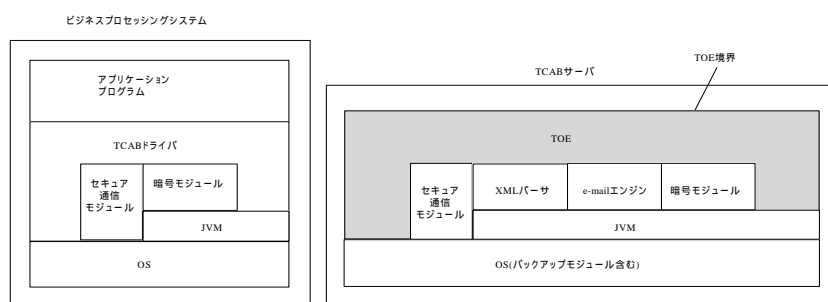 ビジネスプロセッシングシステム
アプリケーション
プログラム
TCABドライバ
セキュア
通信
モジュール
暗号モジュール
JVM
OS
TOE境界
TCABサーバ
TOE
セキュア
通信
モジュール
XMLパーサ
e-mailエンジン
暗号モジュール
JVM
OS(バックアップモジュール含む)